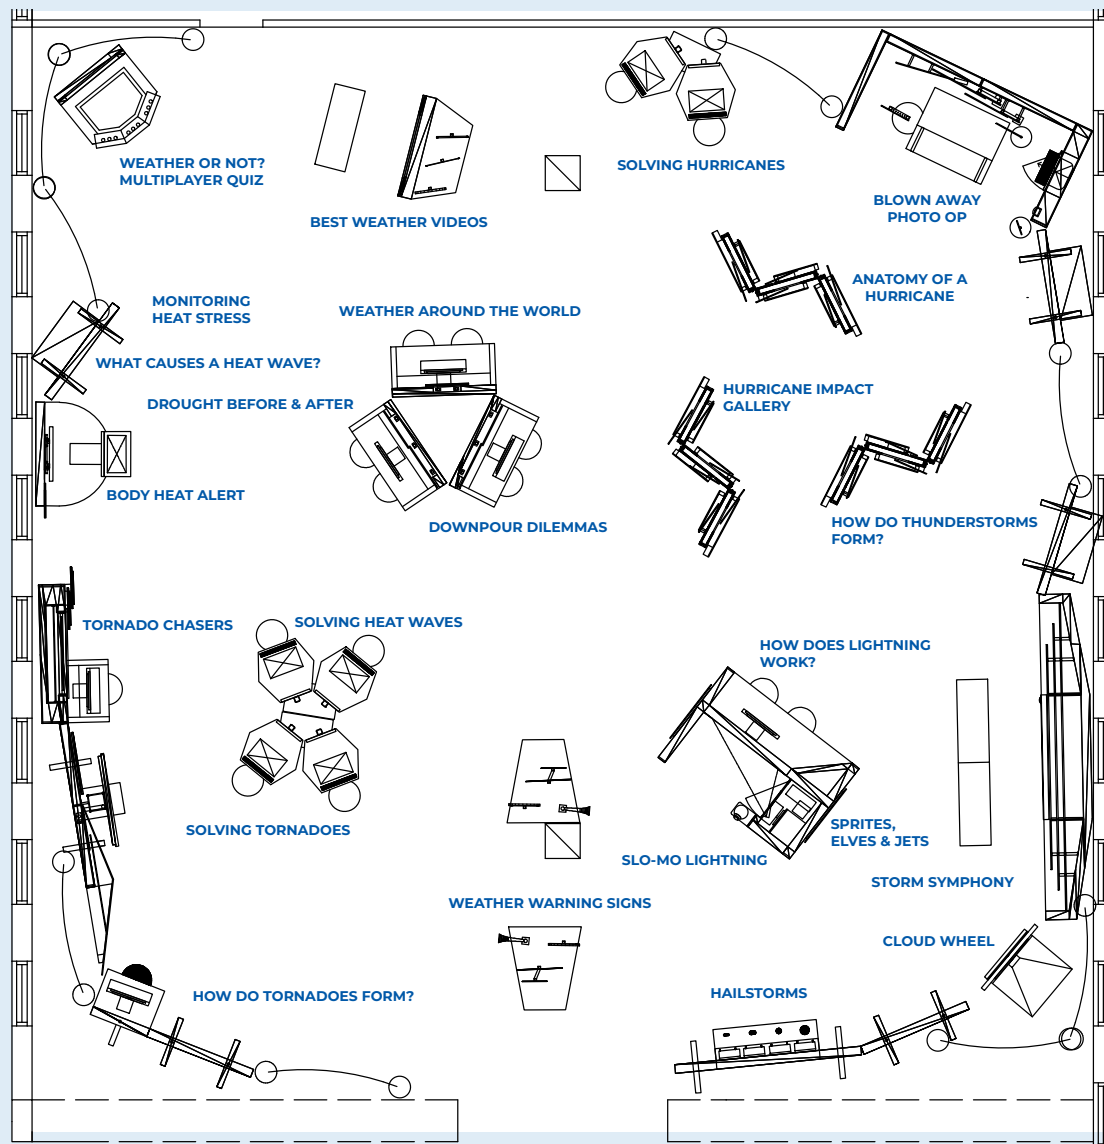 WEATHER OR NOT?
MULTIPLAYER QUIZ
SOLVING HURRICANES
BLOWN AWAY
PHOTO OP
BEST WEATHER VIDEOS
ANATOMY OF A
HURRICANE
MONITORING
HEAT STRESS
WEATHER AROUND THE WORLD
WHAT CAUSES A HEAT WAVE?
DROUGHT BEFORE & AFTER
HURRICANE IMPACT
GALLERY
BODY HEAT ALERT
DOWNPOUR DILEMMAS
HOW DO THUNDERSTORMS
FORM?
TORNADO CHASERS
SOLVING HEAT WAVES
HOW DOES LIGHTNING
WORK?
SOLVING TORNADOES
SPRITES,
ELVES & JETS
SLO-MO LIGHTNING
STORM SYMPHONY
WEATHER WARNING SIGNS
CLOUD WHEEL
HOW DO TORNADOES FORM?
HAILSTORMS